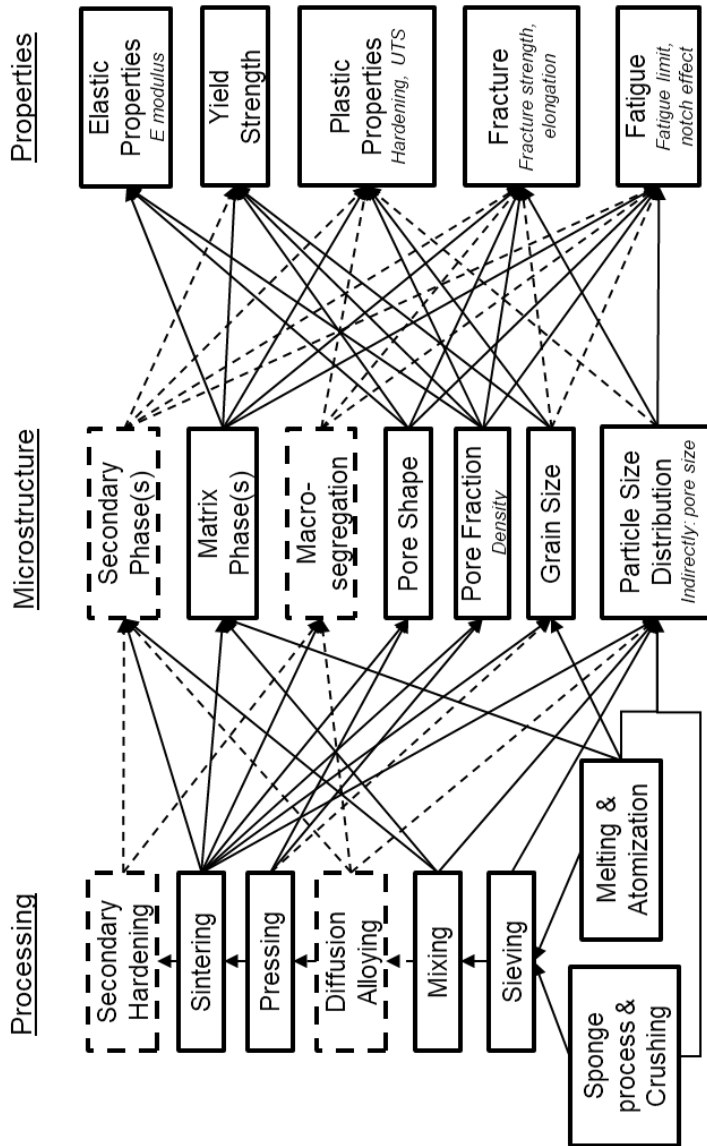 Processing
Secondary
Hardening
Sintering
Pressing
Diffusion
Alloying
Mixing
Sieving
Sponge
process &
Crushing
Melting &
Atomization
Microstructure
Secondary
Phase(s)
Matrix
Phase(s)
Macro-
segregation
Pore Shape
Pore Fraction
Density
Grain Size
Particle Size
Distribution
Indirectly: pore size
Properties
Elastic
Properties
E modulus
Yield
Strength
Plastic
Properties
Hardening, UTS
Fracture
Fracture strength,
elongation
Fatigue
Fatigue limit,
notch effect